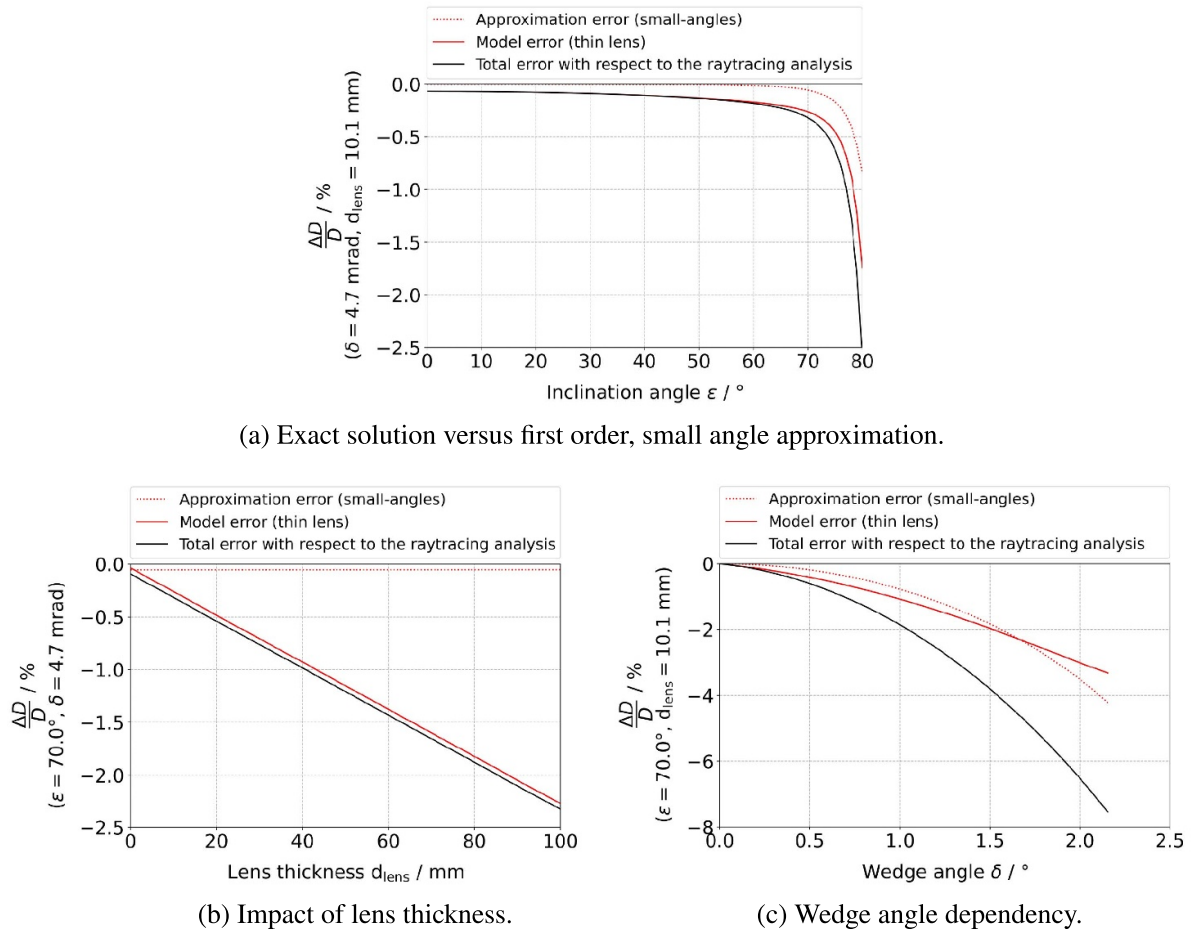 Approximation error (small-angles)
Model error (thin lens)
Total error with respect to the raytracing analysis
0.0
−0.5
−1.0
−1.5
−2.0
−2.5
ΔD/D / %
(δ = 4.7 mrad, d_lens = 10.1 mm)
0 10 20 30 40 50 60 70 80
Inclination angle ε / °
(a) Exact solution versus first order, small angle approximation.
Approximation error (small-angles)
Model error (thin lens)
Total error with respect to the raytracing analysis
0.0
−0.5
−1.0
−1.5
−2.0
−2.5
ΔD/D / %
(ε = 70.0°, δ = 4.7 mrad)
0 20 40 60 80 100
Lens thickness d_lens / mm
(b) Impact of lens thickness.
Approximation error (small-angles)
Model error (thin lens)
Total error with respect to the raytracing analysis
0
−2
−4
−6
−8
ΔD/D / %
(ε = 70.0°, d_lens = 10.1 mm)
0.0 0.5 1.0 1.5 2.0 2.5
Wedge angle δ / °
(c) Wedge angle dependency.